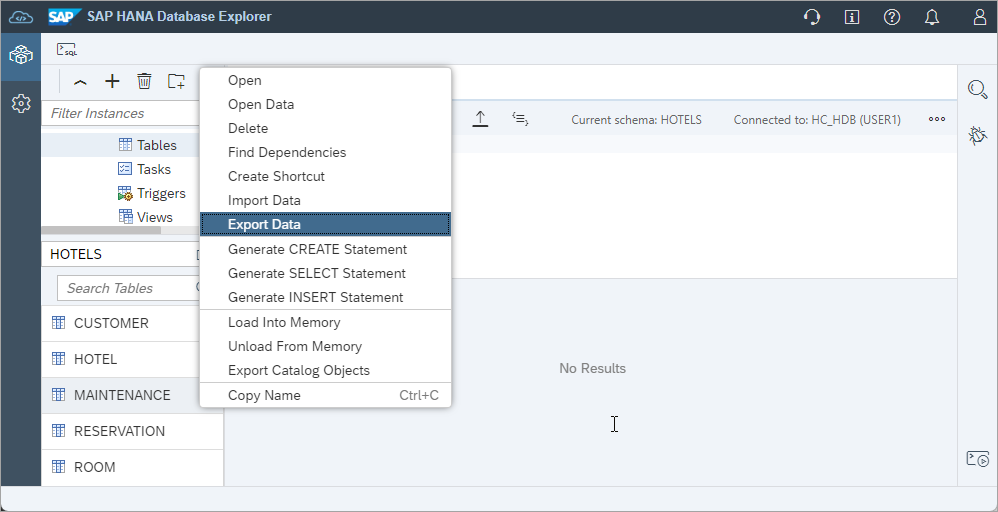 SAP SAP HANA Database Explorer
SQL
Filter Instances
Tables
Tasks
Triggers
Views
HOTELS
Search Tables
CUSTOMER
HOTEL
MAINTENANCE
RESERVATION
ROOM
Open
Open Data
Delete
Find Dependencies
Create Shortcut
Import Data
Export Data
Generate CREATE Statement
Generate SELECT Statement
Generate INSERT Statement
Load Into Memory
Unload From Memory
Export Catalog Objects
Copy Name Ctrl+C
Current schema: HOTELS Connected to: HC_HDB (USER1)
No Results